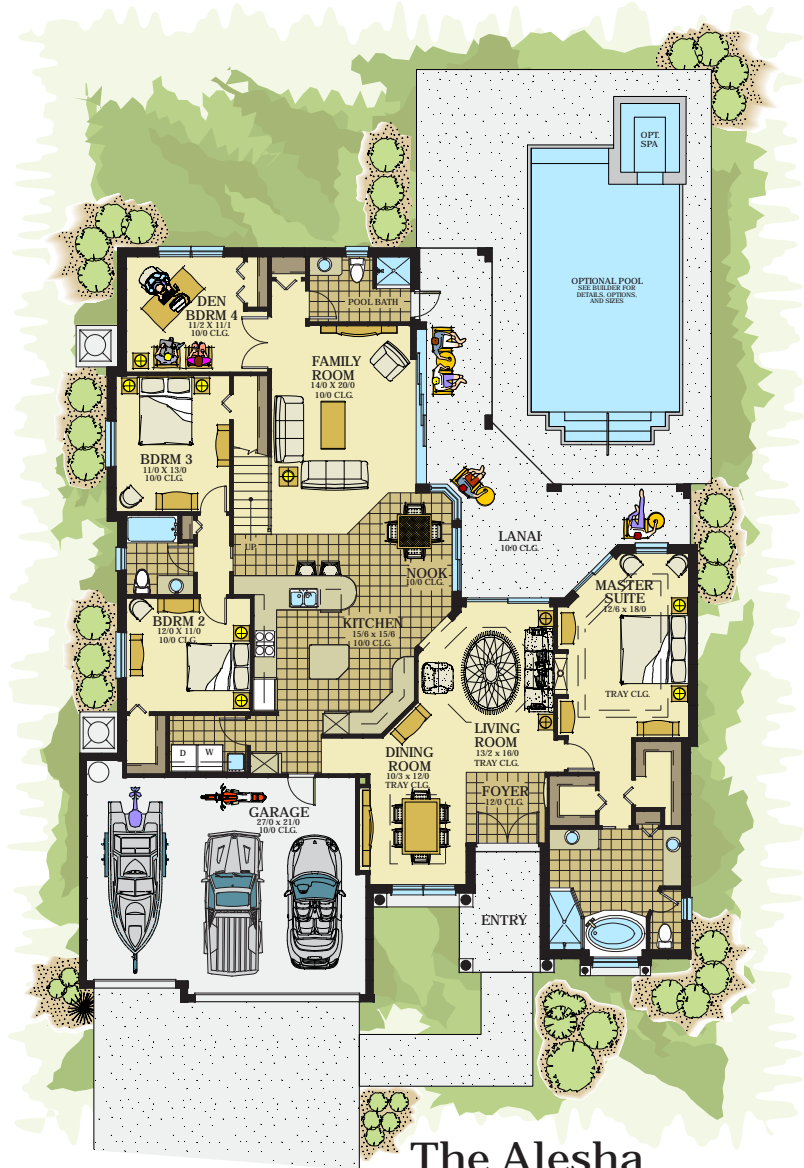 OPT.
SPA
OPTIONAL POOL
SEE BUILDER FOR
DETAILS, OPTIONS,
AND SIZES
POOL BATH
DEN
BDRM 4
11/2 X 11/1
10/0 CLG.
FAMILY
ROOM
14/0 X 20/0
10/0 CLG.
BDRM 3
11/0 X 13/0
10/0 CLG.
UP
LANAI
10/0 CLG.
NOOK
10/0 CLG.
MASTER
SUITE
12/6 x 18/0
TRAY CLG.
BDRM 2
12/0 X 11/0
10/0 CLG.
KITCHEN
15/6 x 15/6
10/0 CLG.
D
W
LIVING
ROOM
13/2 x 16/0
TRAY CLG.
DINING
ROOM
10/3 x 12/0
TRAY CLG.
FOYER
12/0 CLG.
GARAGE
27/0 x 21/0
10/0 CLG.
ENTRY
The Alesha